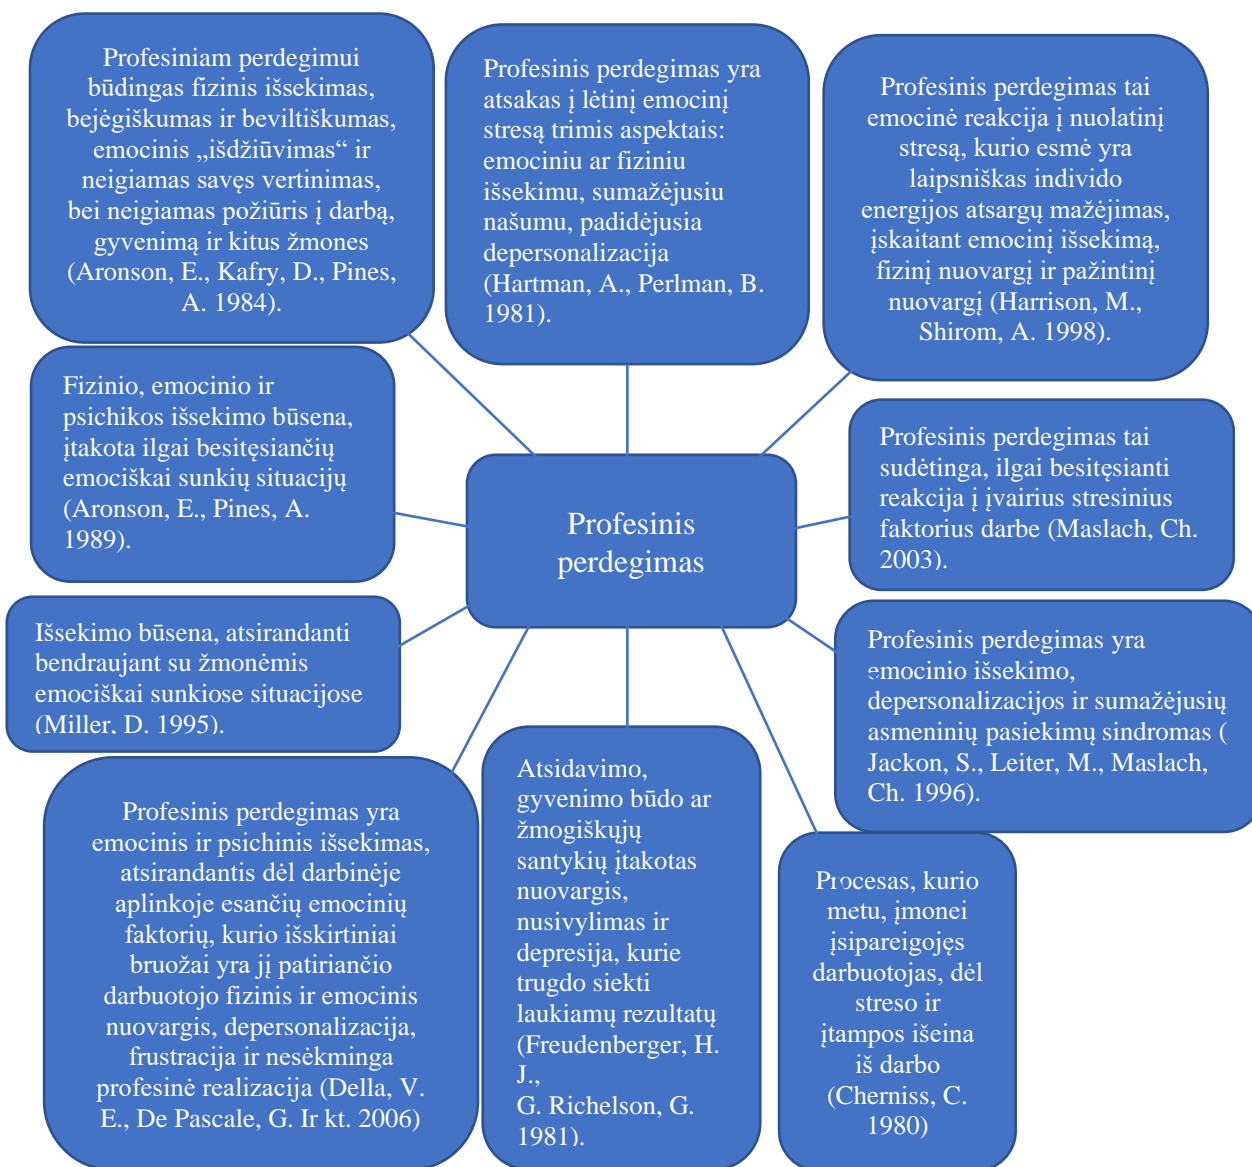 Profesiniam perdegimui
būdingas fizinis išsekimas,
bejėgiškumas ir beviltiškumas,
emocinis „išdžiūvimas“ ir
neigiamas savęs vertinimas,
bei neigiamas požiūris į darbą,
gyvenimą ir kitus žmones
(Aronson, E., Kafry, D., Pines,
A. 1984).
Profesinis perdegimas yra
atsakas į lėtinį emocinį
stresą trimis aspektais:
emociniu ar fiziniu
išsekimu, sumažėjusiu
našumu, padidėjusia
depersonalizacija
(Hartman, A., Perlman, B.
1981).
Profesinis perdegimas tai
emocinė reakcija į nuolatinį
stresą, kurio esmė yra
laipsniškas individo
energijos atsargų mažėjimas,
įskaitant emocinį išsekimą,
fizinį nuovargį ir pažintinį
nuovargį (Harrison, M.,
Shirom, A. 1998).
Fizinio, emocinio ir
psichikos išsekimo būsena,
įtakota ilgai besitęsiančių
emociškai sunkių situacijų
(Aronson, E., Pines, A.
1989).
Profesinis
perdegimas
Profesinis perdegimas tai
sudėtinga, ilgai besitęsianti
reakcija į įvairius stresinius
faktorius darbe (Maslach, Ch.
2003).
Išsekimo būsena, atsirandanti
bendraujant su žmonėmis
emociškai sunkiose situacijose
(Miller, D. 1995).
Profesinis perdegimas yra
emocinio išsekimo,
depersonalizacijos ir sumažėjusių
asmeninių pasiekimų sindromas (
Jackon, S., Leiter, M., Maslach,
Ch. 1996).
Profesinis perdegimas yra
emocinis ir psichinis išsekimas,
atsirandantis dėl darbinėje
aplinkoje esančių emocinių
faktorių, kurio išskirtiniai
bruožai yra jį patiriančio
darbuotojo fizinis ir emocinis
nuovargis, depersonalizacija,
frustracija ir nesėkminga
profesinė realizacija (Della, V.
E., De Pascale, G. Ir kt. 2006)
Atsidavimo,
gyvenimo būdo ar
žmogiškųjų
santykių įtakotas
nuovargis,
nusivylimas ir
depresija, kurie
trugdo siekti
laukiamų rezultatų
(Freudenberger, H.
J.,
G. Richelson, G.
1981).
Procesas, kurio
metu, įmonei
įsipareigojęs
darbuotojas, dėl
streso ir
įtampos išeina
iš darbo
(Cherniss, C.
1980)